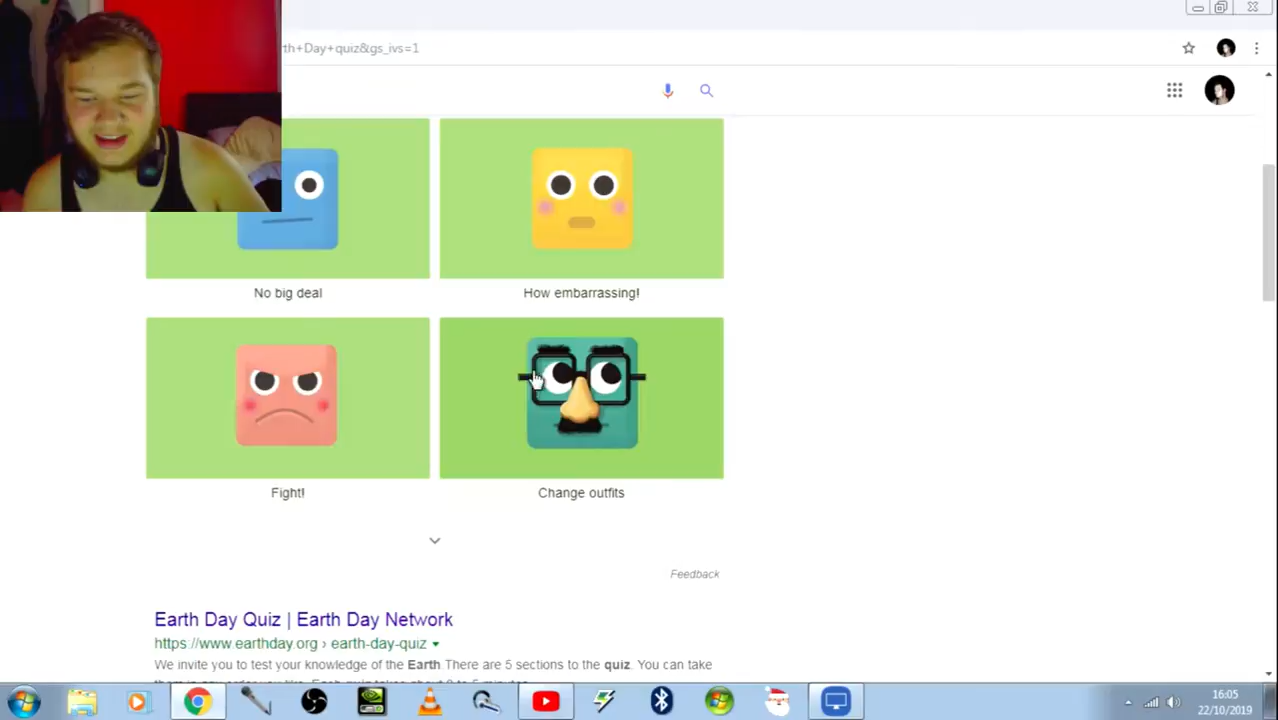 th+Day+quiz&gs_ivs=1
No big deal
How embarrassing!
Fight!
Change outfits
Feedback
Earth Day Quiz | Earth Day Network
https://www.earthday.org › earth-day-quiz
We invite you to test your knowledge of the Earth.There are 5 sections to the quiz. You can take
16:05
22/10/2019